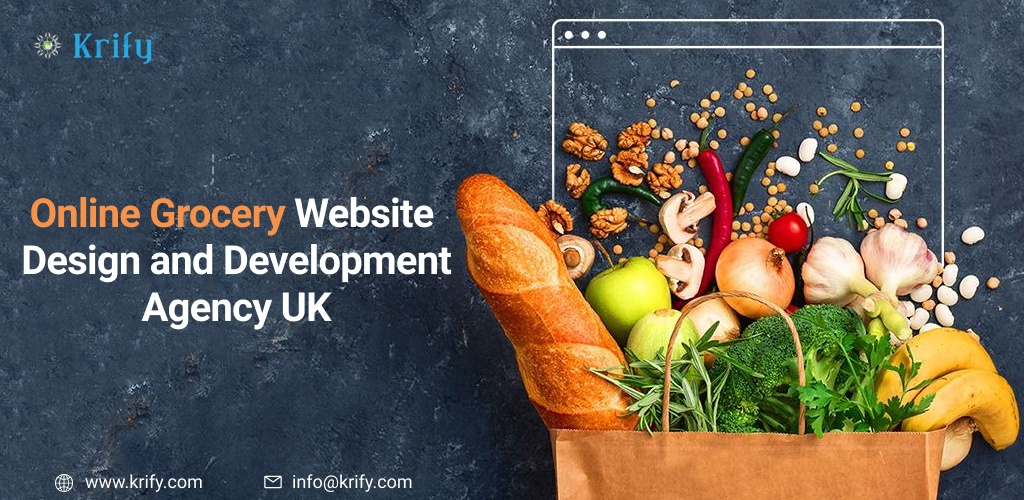 Krify
Online Grocery Website
Design and Development
Agency UK
www.krify.com
info@krify.com